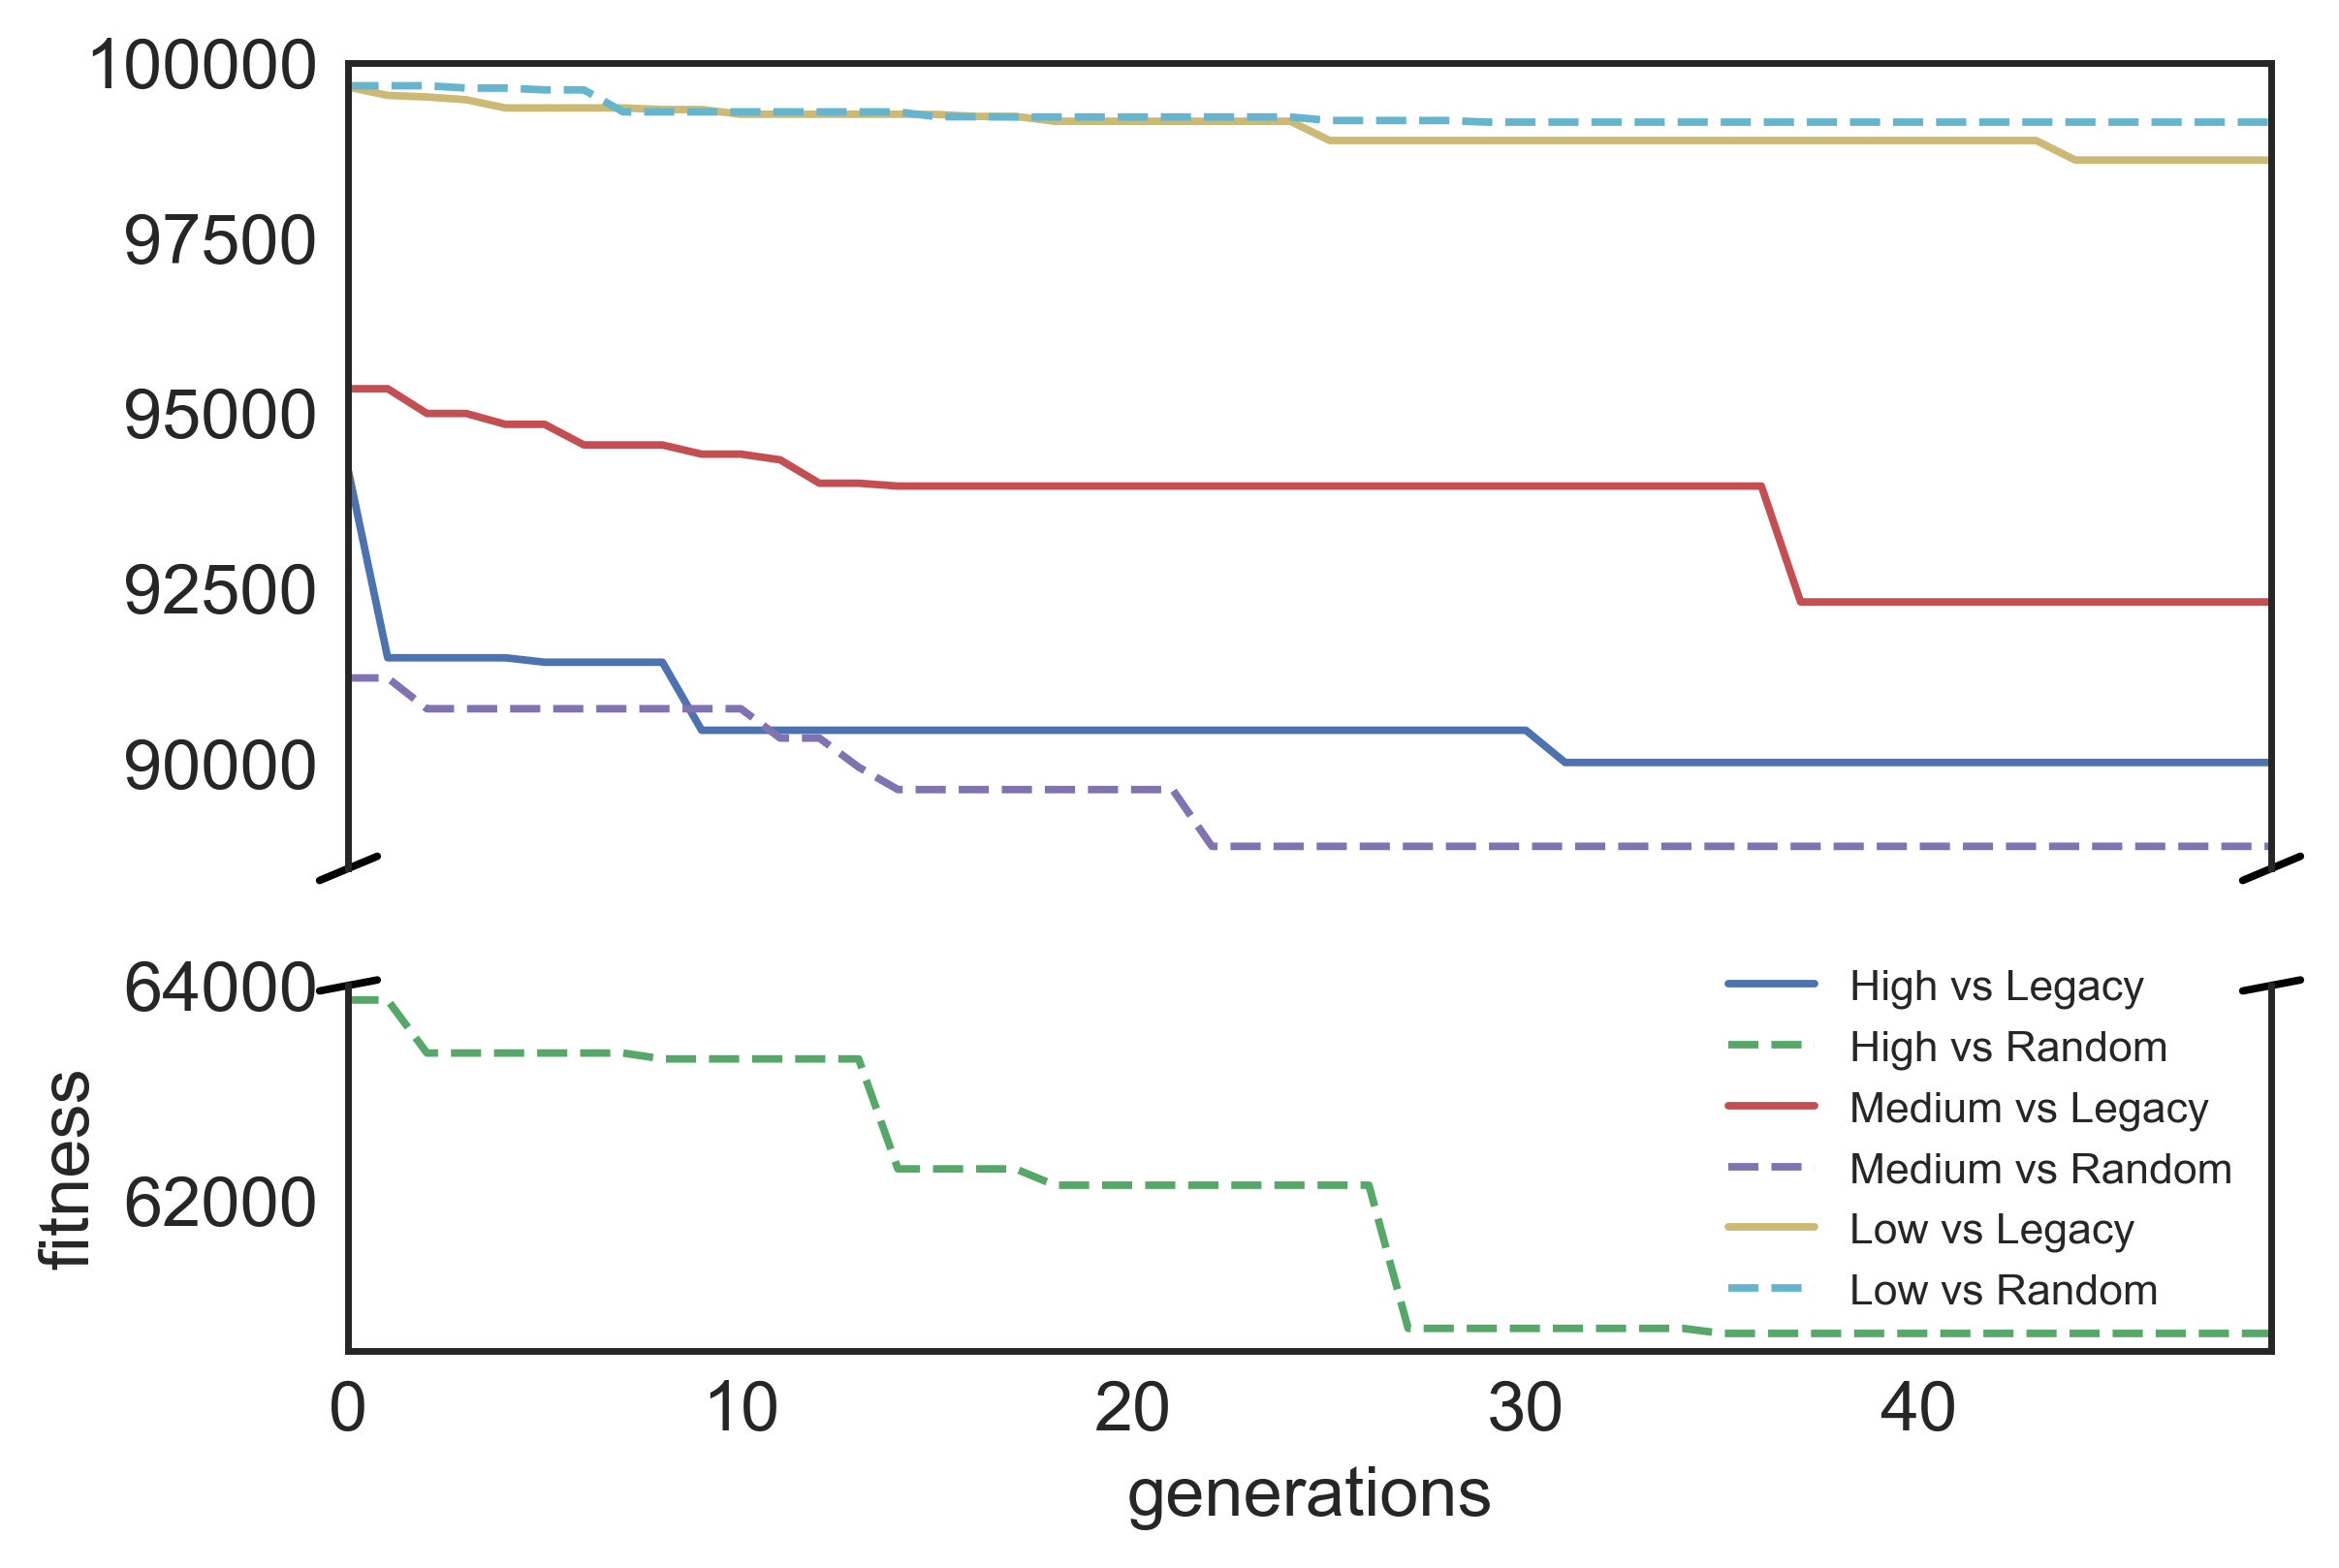 100000
97500
95000
92500
90000
64000
62000
fitness
High vs Legacy
High vs Random
Medium vs Legacy
Medium vs Random
Low vs Legacy
Low vs Random
0 10 20 30 40
generations